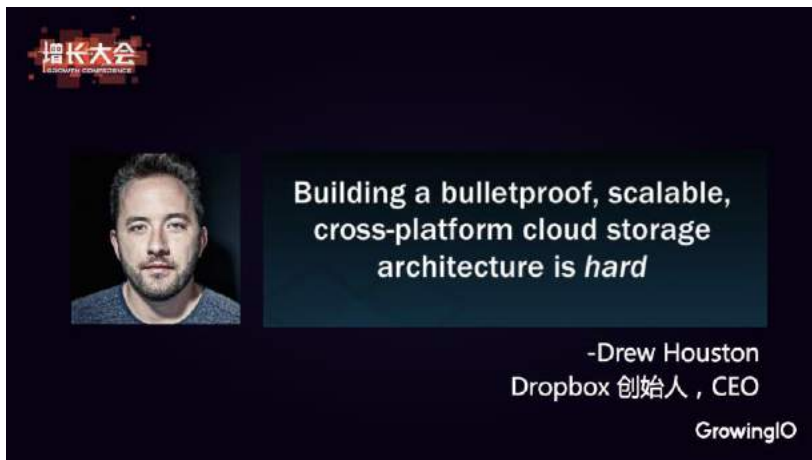 增长大会
GROWTH CONFERENCE
Building a bulletproof, scalable,
cross-platform cloud storage
architecture is hard
-Drew Houston
Dropbox 创始人，CEO
GrowingIO